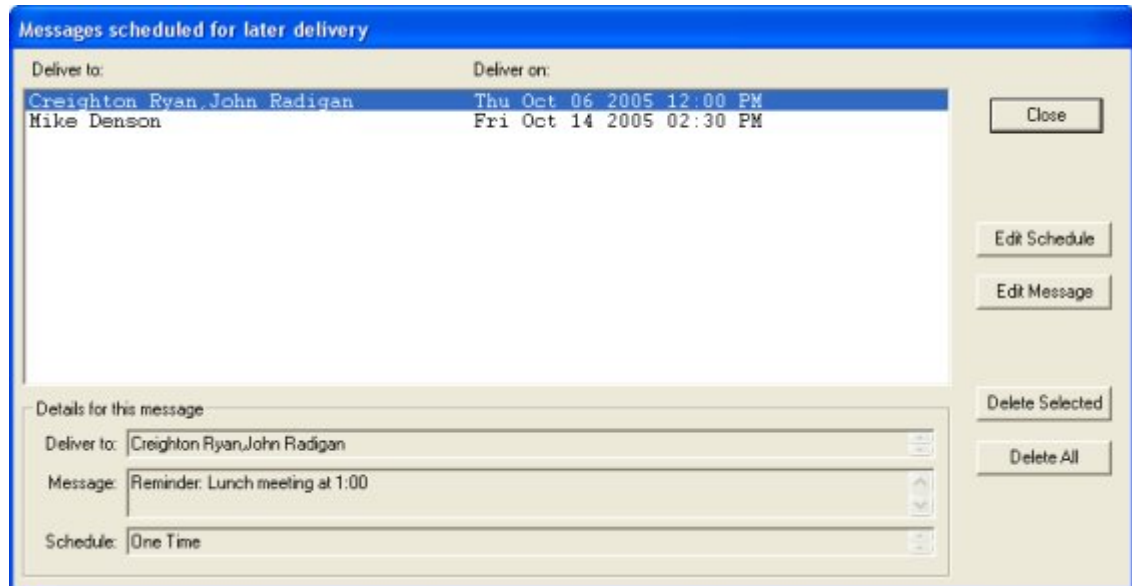 Messages scheduled for later delivery
Deliver to: Deliver on:
Creighton Ryan,John Radigan Thu Oct 06 2005 12:00 PM
Mike Denson Fri Oct 14 2005 02:30 PM
Close
Edit Schedule
Edit Message
Delete Selected
Delete All
Details for this message
Deliver to: Creighton Ryan,John Radigan
Message: Reminder: Lunch meeting at 1:00
Schedule: One Time